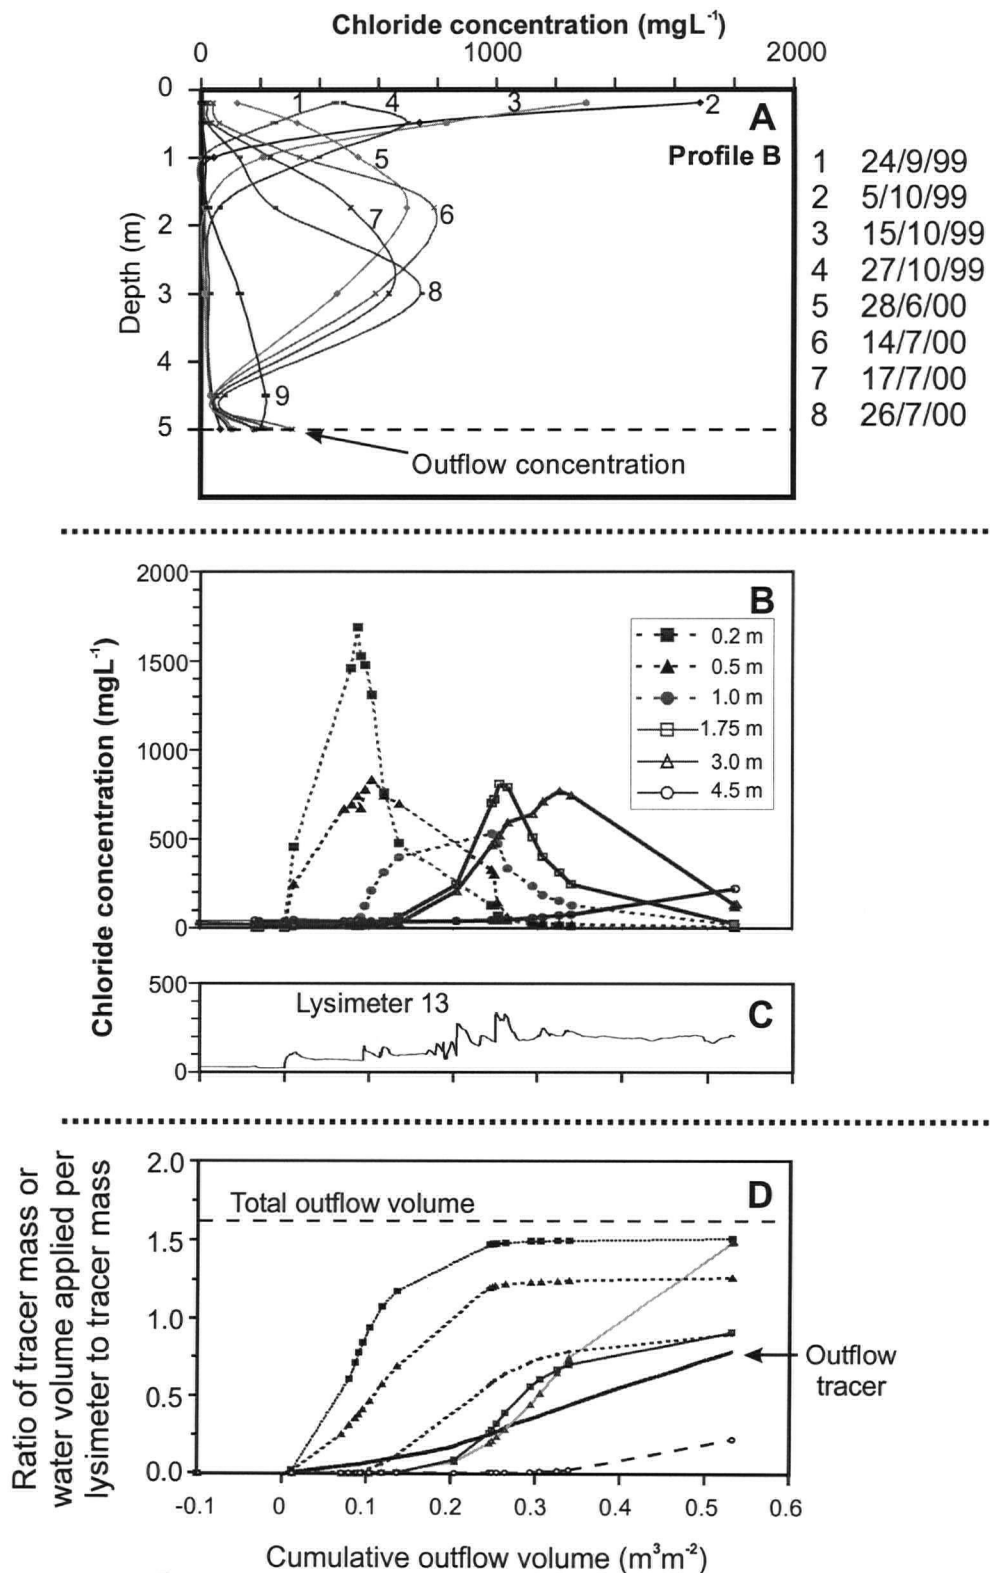 Chloride concentration (mgL⁻¹)
0 1000 2000
0
1
2
3
4
5
Depth (m)
1 4 3 2
5
7 6
8
9
A
Profile B
Outflow concentration
1 24/9/99
2 5/10/99
3 15/10/99
4 27/10/99
5 28/6/00
6 14/7/00
7 17/7/00
8 26/7/00
Chloride concentration (mgL⁻¹)
2000
1500
1000
500
0
B
0.2 m
0.5 m
1.0 m
1.75 m
3.0 m
4.5 m
500
0
Lysimeter 13
C
Ratio of tracer mass or
water volume applied per
lysimeter to tracer mass
2.0
1.5
1.0
0.5
0.0
Total outflow volume
D
Outflow
tracer
-0.1 0 0.1 0.2 0.3 0.4 0.5 0.6
Cumulative outflow volume (m³m⁻²)